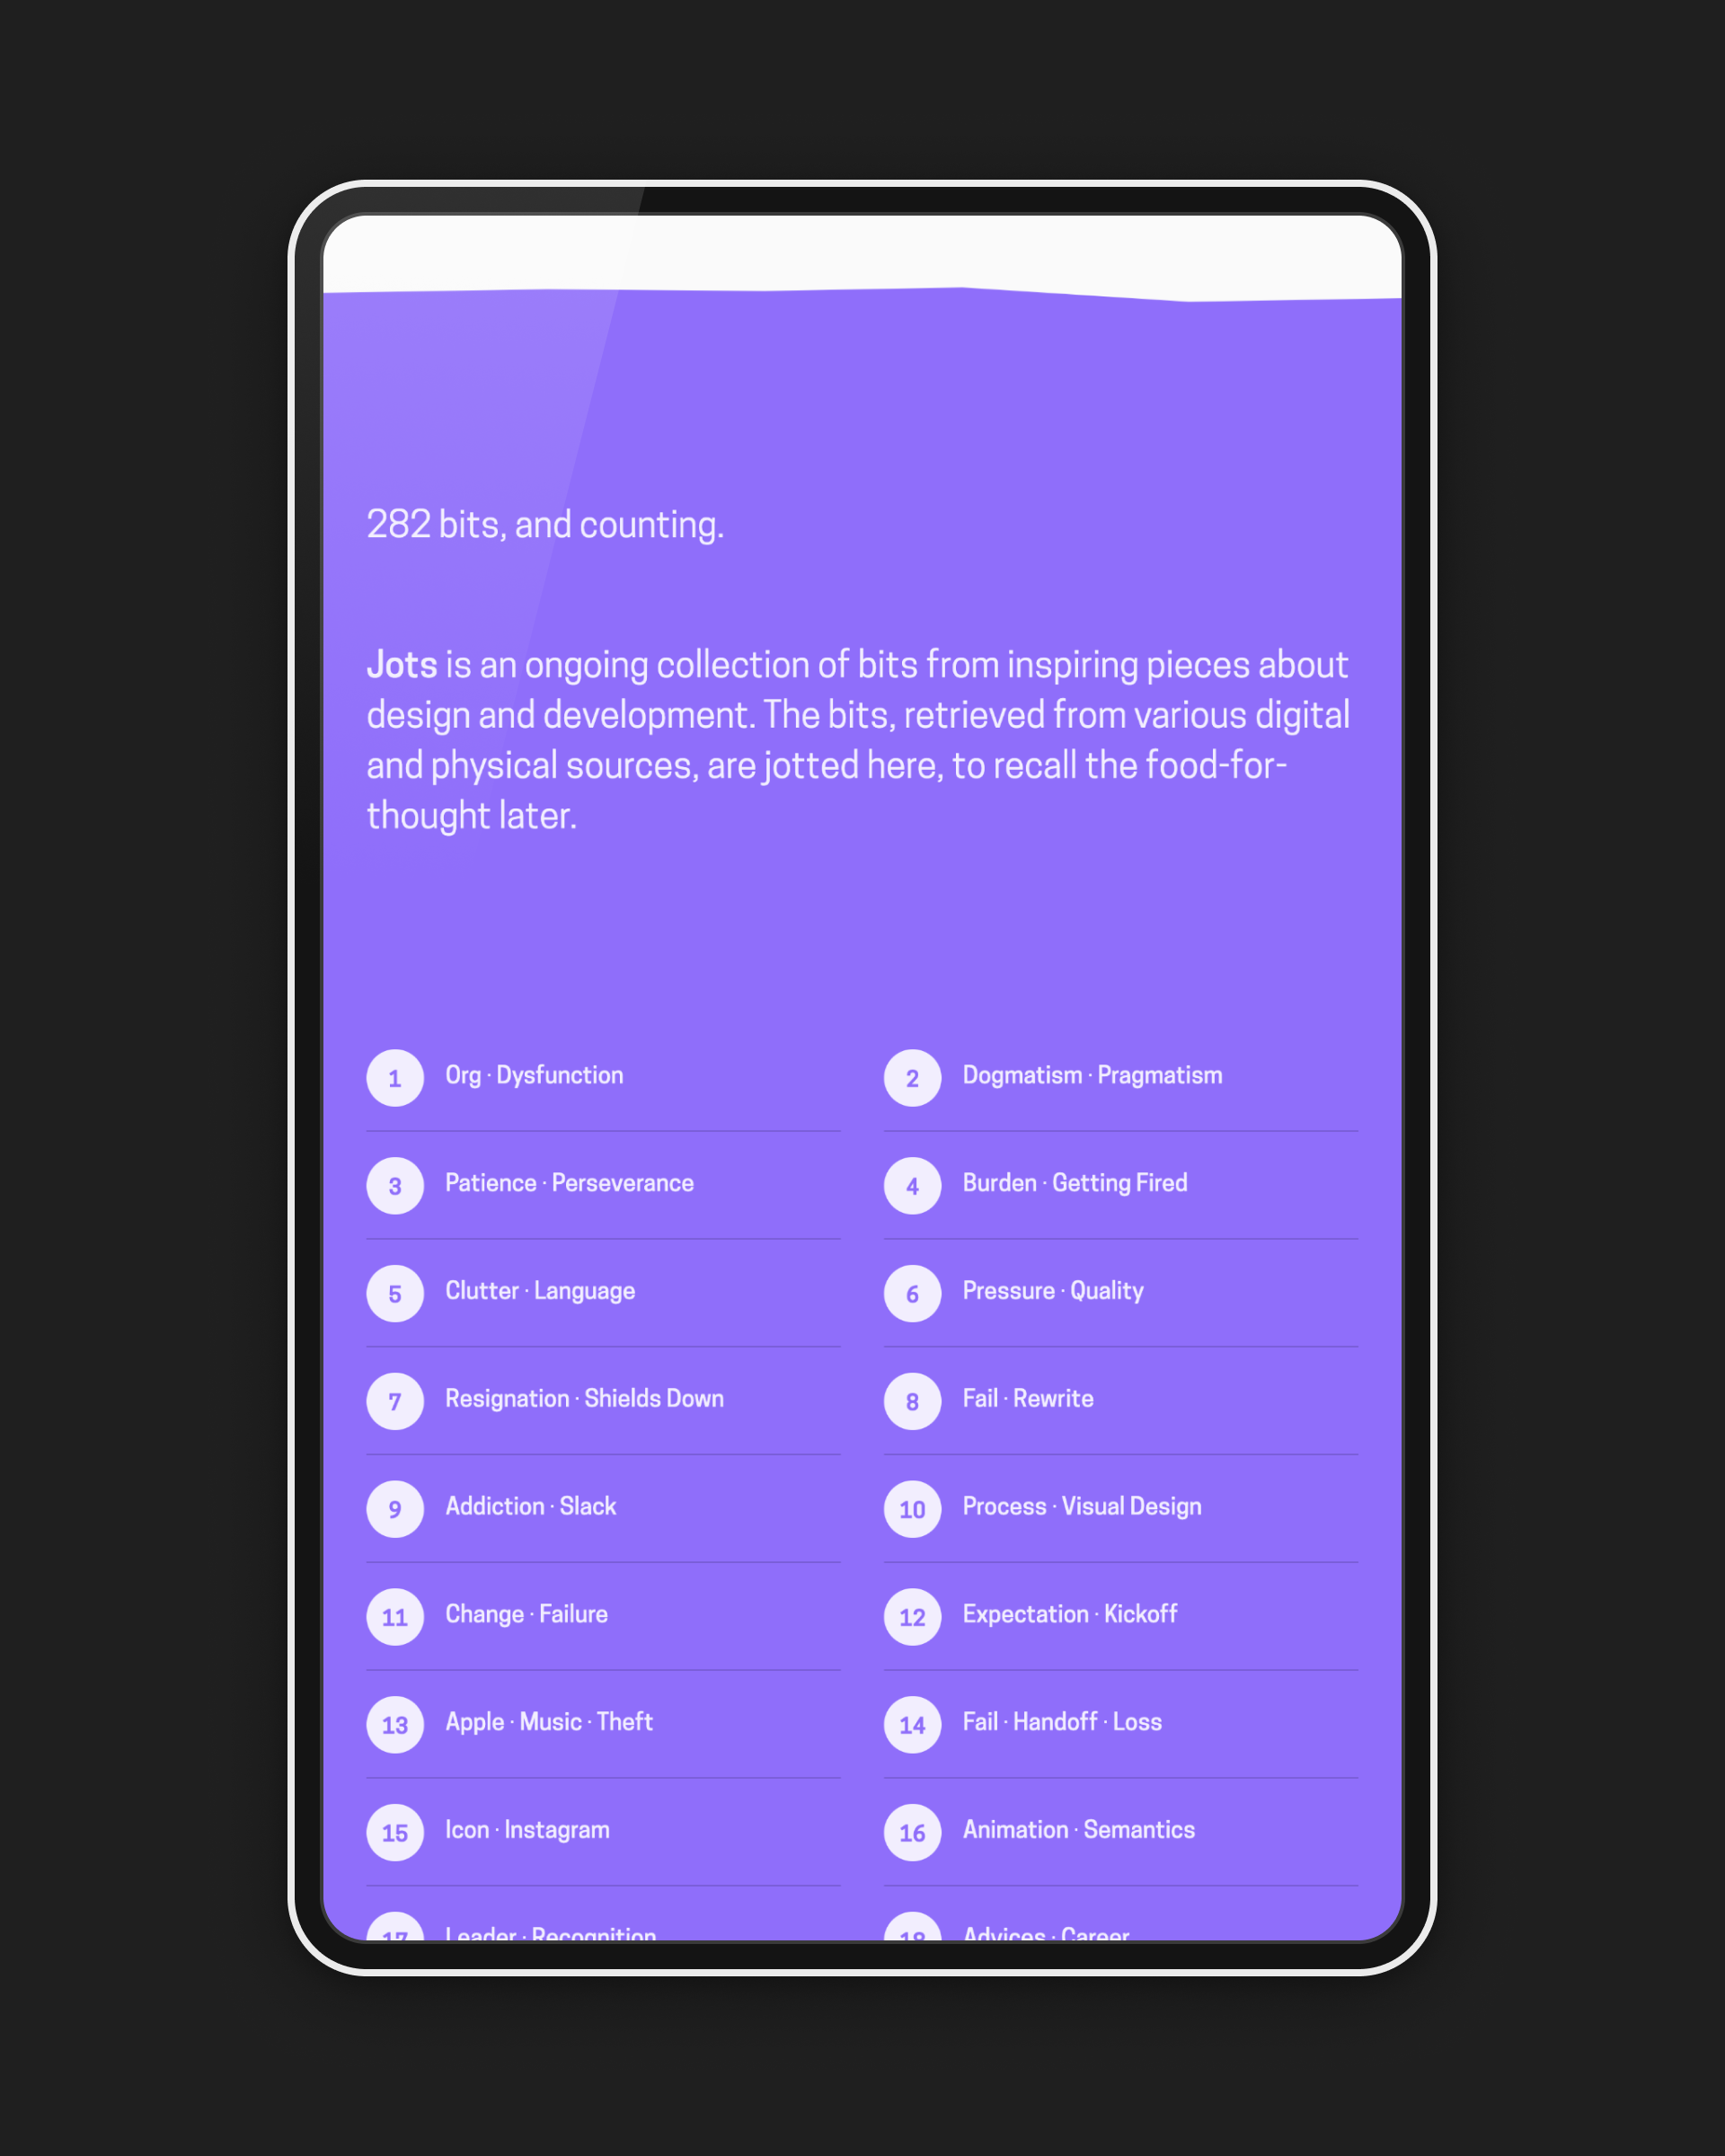 282 bits, and counting.
Jots is an ongoing collection of bits from inspiring pieces about
design and development. The bits, retrieved from various digital
and physical sources, are jotted here, to recall the food-for-
thought later.
1 Org · Dysfunction
2 Dogmatism · Pragmatism
3 Patience · Perseverance
4 Burden · Getting Fired
5 Clutter · Language
6 Pressure · Quality
7 Resignation · Shields Down
8 Fail · Rewrite
9 Addiction · Slack
10 Process · Visual Design
11 Change · Failure
12 Expectation · Kickoff
13 Apple · Music · Theft
14 Fail · Handoff · Loss
15 Icon · Instagram
16 Animation · Semantics
17 Leader · Recognition
18 Advices · Career